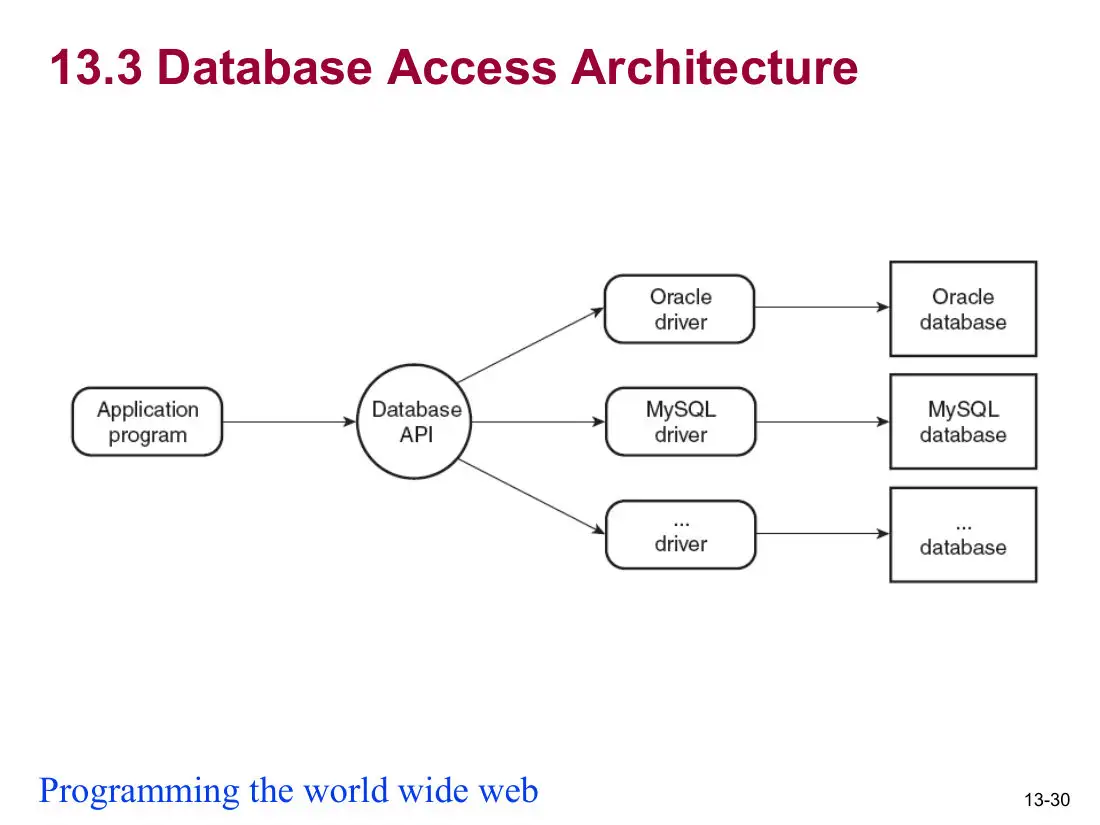 13.3 Database Access Architecture
Oracle
driver
Oracle
database
Application
program
Database
API
MySQL
driver
MySQL
database
...
driver
...
database
Programming the world wide web
13-30